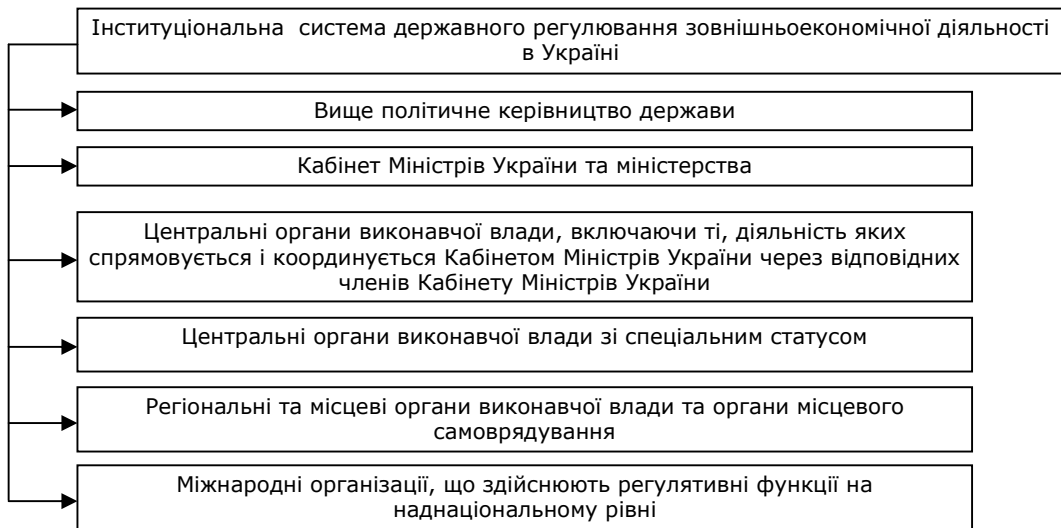 Інституціональна система державного регулювання зовнішньоекономічної діяльності
в Україні
Вище політичне керівництво держави
Кабінет Міністрів України та міністерства
Центральні органи виконавчої влади, включаючи ті, діяльність яких
спрямовується і координується Кабінетом Міністрів України через відповідних
членів Кабінету Міністрів України
Центральні органи виконавчої влади зі спеціальним статусом
Регіональні та місцеві органи виконавчої влади та органи місцевого
самоврядування
Міжнародні організації, що здійснюють регулятивні функції на
наднаціональному рівні